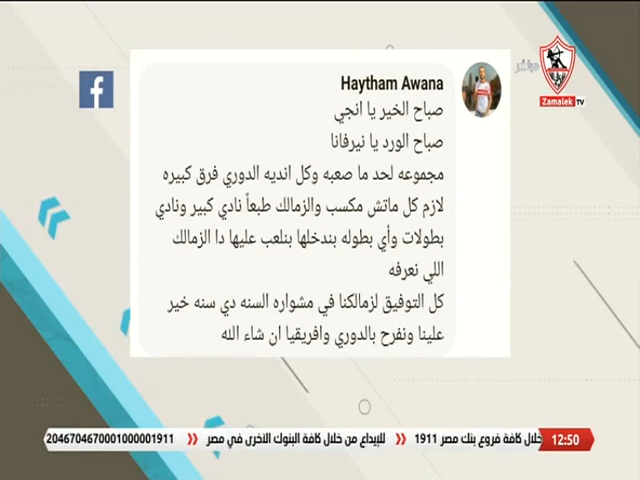 مباشر
Zamalek TV
Haytham Awana
صباح الخير يا انجي
صباح الورد يا نيرفانا
مجموعه لحد ما صعبه وكل انديه الدوري فرق كبيره
لازم كل ماتش مكسب والزمالك طبعاً نادي كبير ونادي
بطولات وأي بطوله بندخلها بنلعب عليها دا الزمالك
اللي نعرفه
كل التوفيق لزمالكنا في مشواره السنه دي سنه خير
علينا ونفرح بالدوري وافريقيا ان شاء الله
12:50 خلال كافة فروع بنك مصر 1911 للإيداع من خلال كافة البنوك الاخرى في مصر 2046704670001000001911